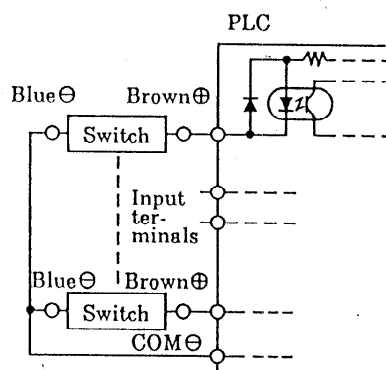 PLC
Blue⊖ Brown⊕
Switch
Input
ter-
minals
Blue⊖ Brown⊕
Switch
COM⊖